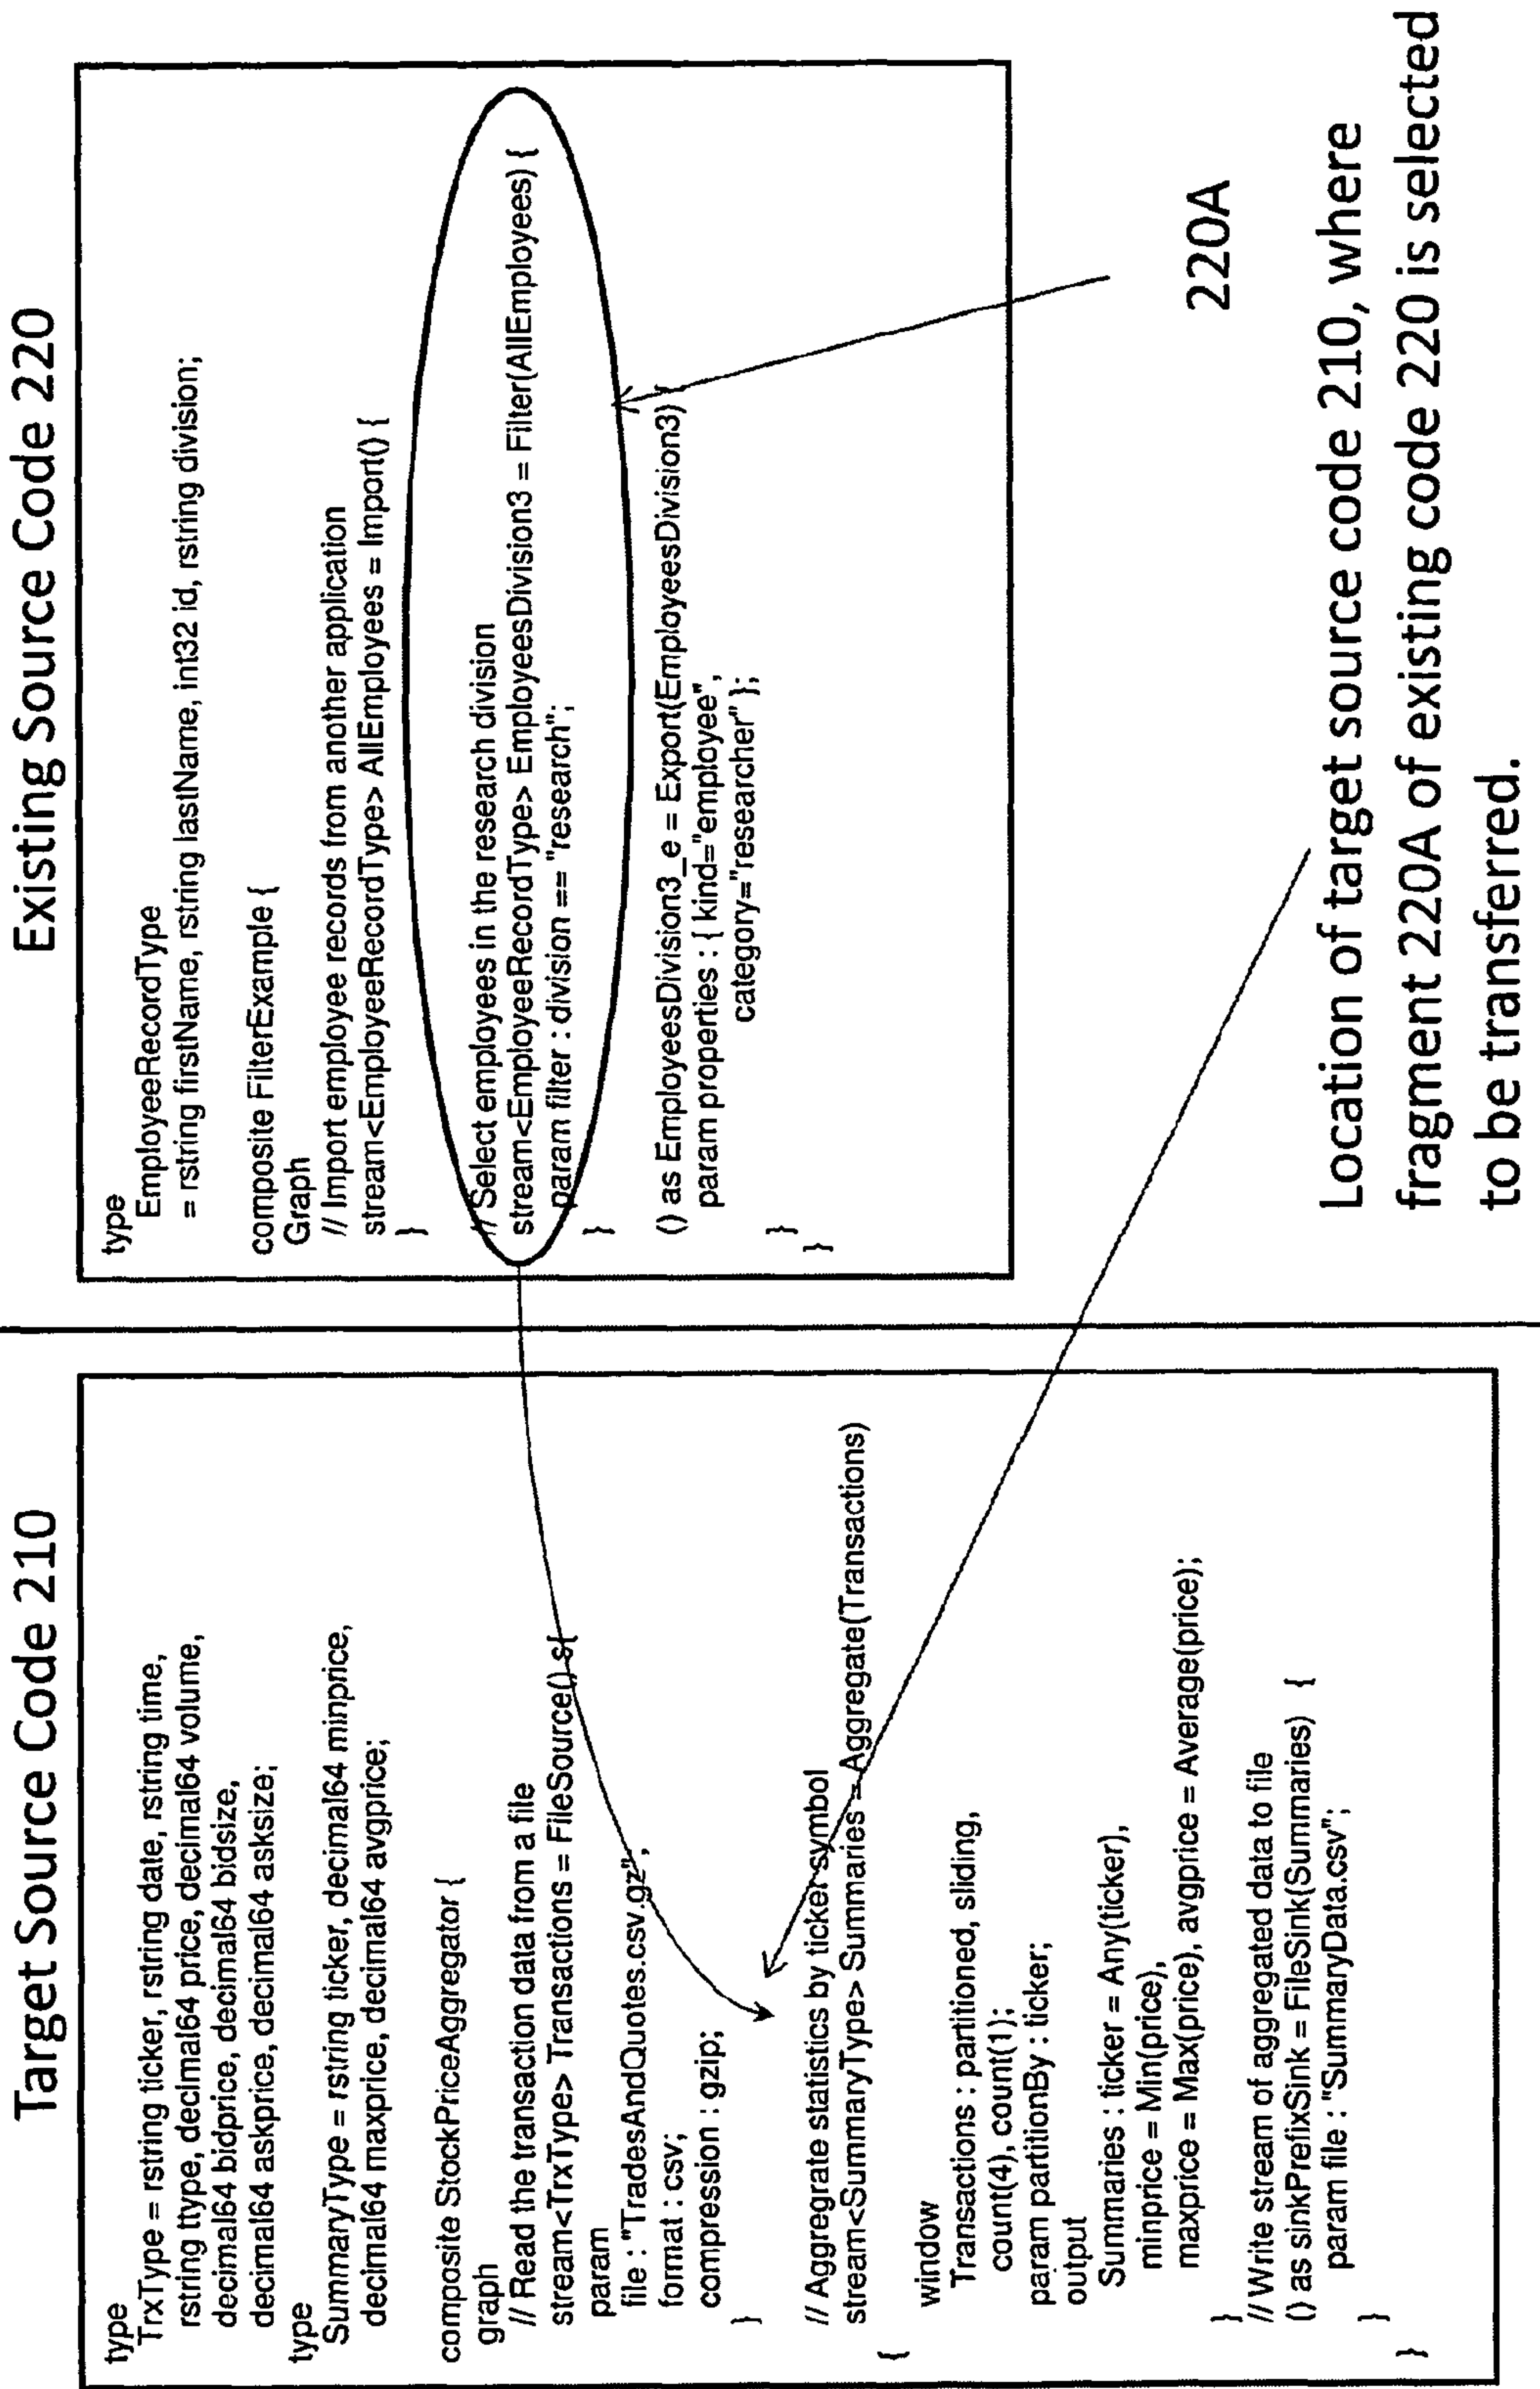 Target Source Code 210
type
TrxType = rstring ticker, rstring date, rstring time,
rstring ttype, decimal64 price, decimal64 volume,
decimal64 bidprice, decimal64 bidsize,
decimal64 askprice, decimal64 asksize;
type
SummaryType = rstring ticker, decimal64 minprice,
decimal64 maxprice, decimal64 avgprice;
composite StockPriceAggregator {
graph
// Read the transaction data from a file
stream<TrxType> Transactions = FileSource() s{
param
file : "TradesAndQuotes.csv.gz",
format : csv;
compression : gzip;
}
// Aggregrate statistics by ticker symbol
stream<SummaryType> Summaries = Aggregate(Transactions)
{
window
Transactions : partitioned, sliding,
count(4), count(1);
param partitionBy : ticker;
output
Summaries : ticker = Any(ticker),
minprice = Min(price),
maxprice = Max(price), avgprice = Average(price);
}
// Write stream of aggregated data to file
() as sinkPrefixSink = FileSink(Summaries) {
param file : "SummaryData.csv";
}
}
Existing Source Code 220
type
EmployeeRecordType
= rstring firstName, rstring lastName, int32 id, rstring division;
composite FilterExample {
Graph
// Import employee records from another application
stream<EmployeeRecordType> AllEmployees = Import() {
}
// Select employees in the research division
stream<EmployeeRecordType> EmployeesDivision3 = Filter(AllEmployees) {
param filter : division == "research";
}
() as EmployeesDivision3_e = Export(EmployeesDivision3) {
param properties : { kind="employee",
category="researcher" };
}
}
220A
Location of target source code 210, where
fragment 220A of existing code 220 is selected
to be transferred.